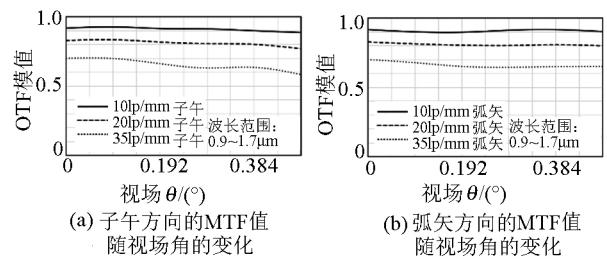 1.0
0.5
0
OTF模值
10lp/mm 子午
20lp/mm 子午 波长范围：
35lp/mm 子午 0.9~1.7μm
0 0.192 0.384
视场 θ/(°)
(a) 子午方向的MTF值
随视场角的变化
1.0
0.5
0
OTF模值
10lp/mm 弧矢
20lp/mm 弧矢 波长范围：
35lp/mm 弧矢 0.9~1.7μm
0 0.192 0.384
视场 θ/(°)
(b) 弧矢方向的MTF值
随视场角的变化